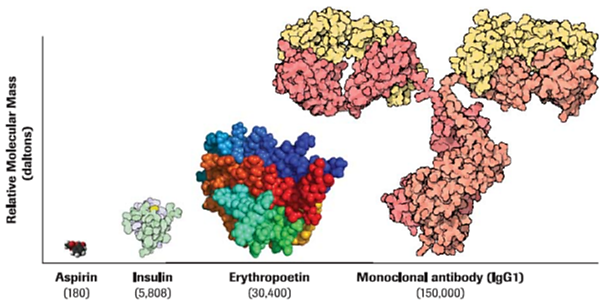 Relative Molecular Mass
(daltons)
Aspirin
(180)
Insulin
(5,808)
Erythropoetin
(30,400)
Monoclonal antibody (IgG1)
(150,000)